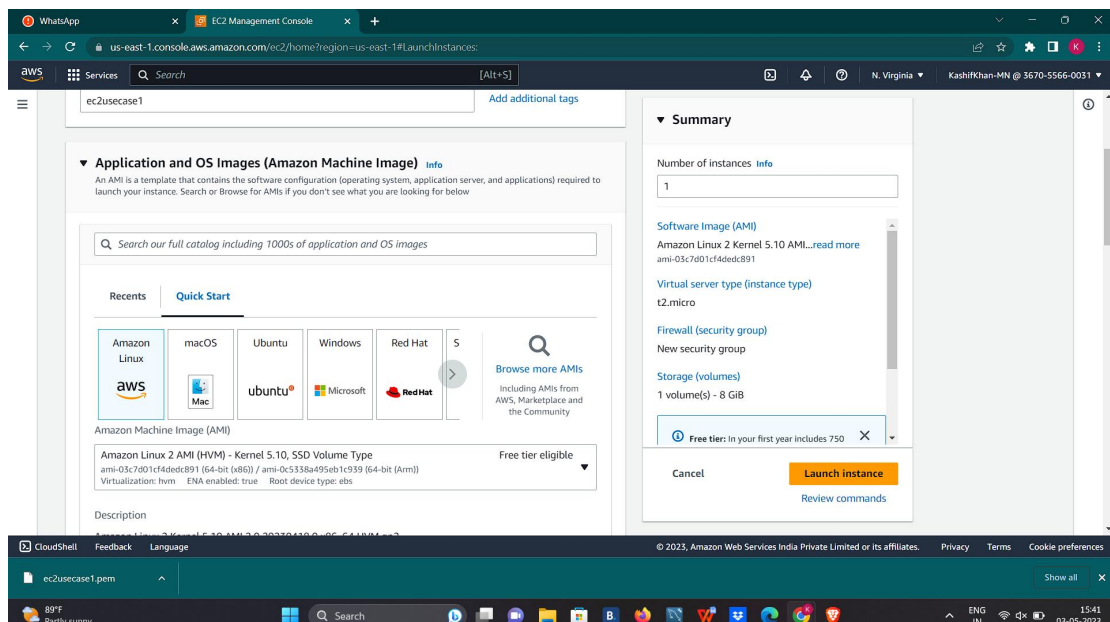 WhatsApp
EC2 Management Console
us-east-1.console.aws.amazon.com/ec2/home?region=us-east-1#LaunchInstances:
K
aws
Services
Search
[Alt+S]
N. Virginia
KashifKhan-MN @ 3670-5566-0031
ec2usecase1
Add additional tags
Application and OS Images (Amazon Machine Image) Info
An AMI is a template that contains the software configuration (operating system, application server, and applications) required to
launch your instance. Search or Browse for AMIs if you don't see what you are looking for below
Search our full catalog including 1000s of application and OS images
Recents
Quick Start
Amazon
Linux
aws
macOS
Mac
Ubuntu
ubuntu
Windows
Microsoft
Red Hat
Red Hat
S
Browse more AMIs
Including AMIs from
AWS, Marketplace and
the Community
Amazon Machine Image (AMI)
Amazon Linux 2 AMI (HVM) - Kernel 5.10, SSD Volume Type
Free tier eligible
ami-03c7d01cf4dedc891 (64-bit (x86)) / ami-0c5338a495eb1c939 (64-bit (Arm))
Virtualization: hvm ENA enabled: true Root device type: ebs
Description
Summary
Number of instances Info
1
Software Image (AMI)
Amazon Linux 2 Kernel 5.10 AMI...read more
ami-03c7d01cf4dedc891
Virtual server type (instance type)
t2.micro
Firewall (security group)
New security group
Storage (volumes)
1 volume(s) - 8 GiB
Free tier: In your first year includes 750
Cancel
Launch instance
Review commands
CloudShell
Feedback
Language
© 2023, Amazon Web Services India Private Limited or its affiliates.
Privacy
Terms
Cookie preferences
ec2usecase1.pem
Show all
89°F
Partly sunny
Search
ENG
IN
15:41
03-05-2023